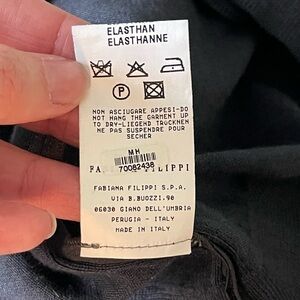 ELASTHAN
ELASTHANNE
P
NON ASCIUGARE APPESI-DO
NOT HANG THE GARMENT UP
TO DRY-LIEGEND TRUCKNEN
NE PAS SUSPENDRE POUR
SECHER
MH
70082438
FABIANA FILIPPI S.P.A.
VIA B.BUOZZI,90
06030 GIANO DELL'UMBRIA
PERUGIA - ITALY
MADE IN ITALY